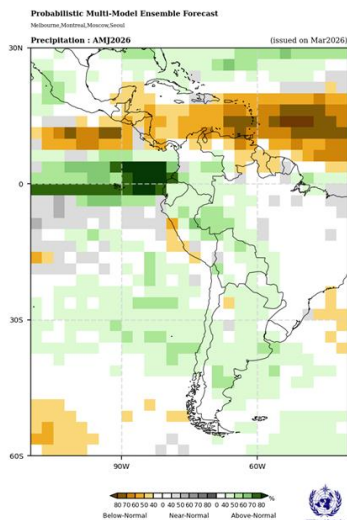 Probabilistic Multi-Model Ensemble Forecast
Melbourne,Montreal,Moscow,Seoul
Precipitation : AMJ2026 (issued on Mar2026)
30N
0
30S
60S
90W 60W
80 70 60 50 40 0 40 50 60 70 80 0 40 60 70 80 %
Below-Normal Near-Normal Above-Normal